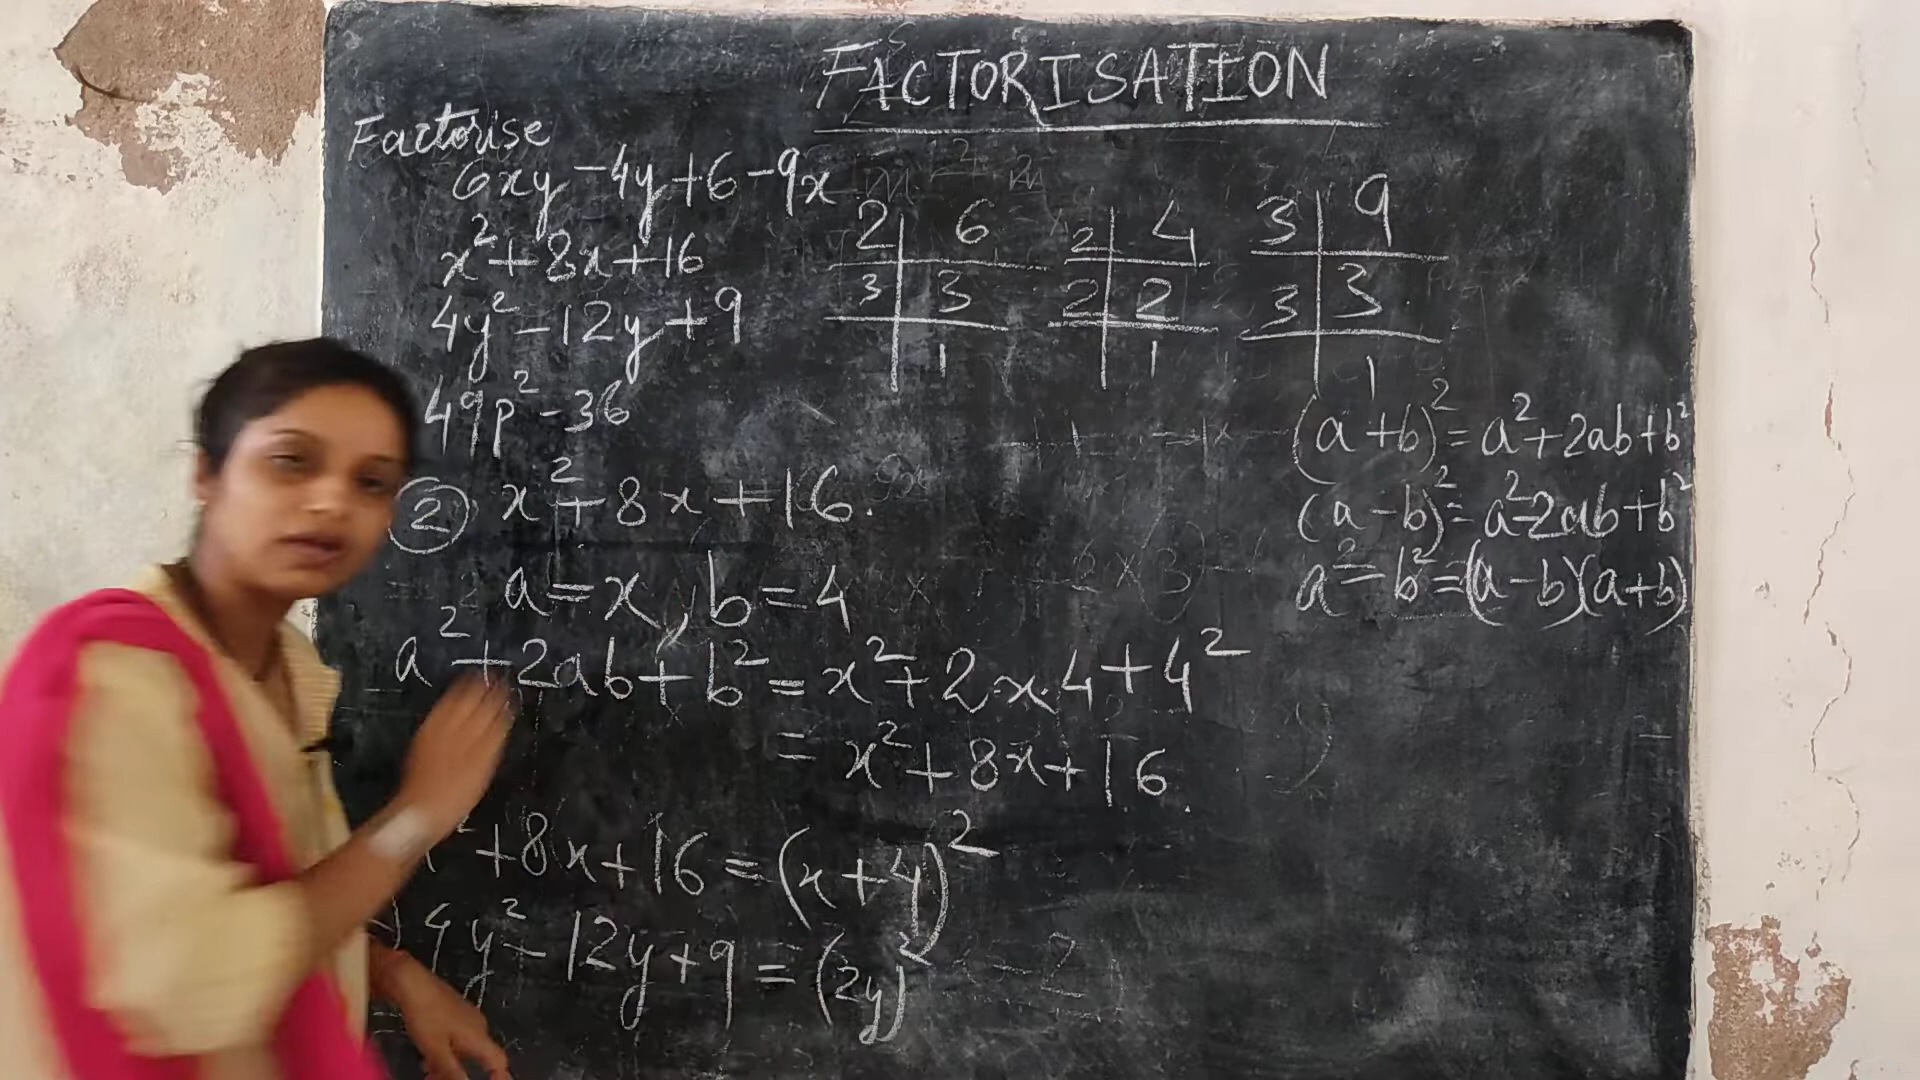 FACTORISATION
Factorise
6xy-4y+6-9x
x²+8x+16
4y²-12y+9
49p²-36
2 6
3 3
1
2 4
2 2
1
3 9
3 3
1
(a+b)²=a²+2ab+b²
(a-b)²=a²-2ab+b²
a²-b²=(a-b)(a+b)
② x²+8x+16.
a=x, b=4
a²+2ab+b²=x²+2x.4+4²
=x²+8x+16.
+8x+16=(x+4)²
4y²-12y+9=(2y)²